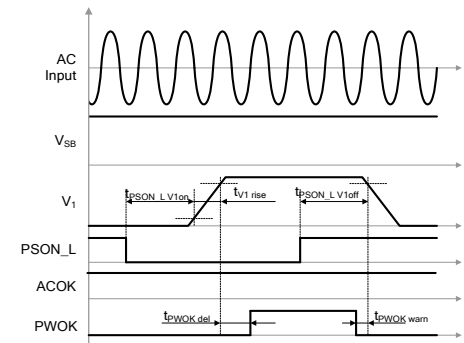 AC
Input
VSB
V1
tPSON_L V1on
tV1 rise
tPSON_L V1off
PSON_L
ACOK
PWOK
tPWOK del
tPWOK warn